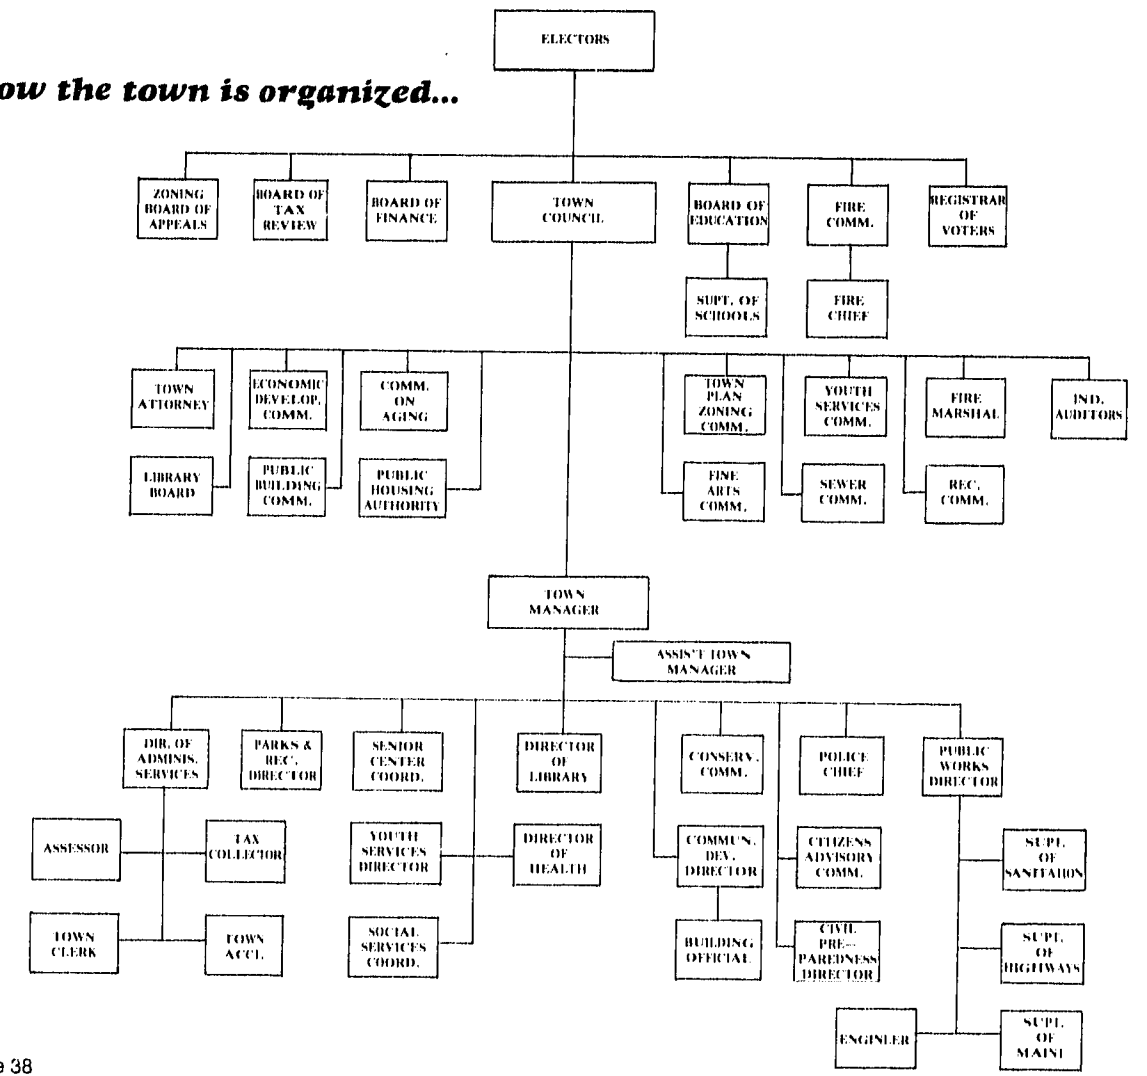 ELECTORS
ow the town is organized...
ZONING
BOARD OF
APPEALS
BOARD OF
TAX
REVIEW
BOARD OF
FINANCE
TOWN
COUNCIL
BOARD OF
EDUCATION
FIRE
COMM.
REGISTRAR
OF
VOTERS
SUPT. OF
SCHOOLS
FIRE
CHIEF
TOWN
ATTORNEY
ECONOMIC
DEVELOP.
COMM.
COMM.
ON
AGING
TOWN
PLAN
ZONING
COMM.
YOUTH
SERVICES
COMM.
FIRE
MARSHAL
IND.
AUDITORS
LIBRARY
BOARD
PUBLIC
BUILDING
COMM.
PUBLIC
HOUSING
AUTHORITY
FINE
ARTS
COMM.
SEWER
COMM.
REC.
COMM.
TOWN
MANAGER
ASSIS'T TOWN
MANAGER
DIR. OF
ADMINIS.
SERVICES
PARKS &
REC.
DIRECTOR
SENIOR
CENTER
COORD.
DIRECTOR
OF
LIBRARY
CONSERV.
COMM.
POLICE
CHIEF
PUBLIC
WORKS
DIRECTOR
ASSESSOR
TAX
COLLECTOR
YOUTH
SERVICES
DIRECTOR
DIRECTOR
OF
HEALTH
COMMUN.
DEV.
DIRECTOR
CITIZENS
ADVISORY
COMM.
SUPT.
OF
SANITATION
TOWN
CLERK
TOWN
ACCT.
SOCIAL
SERVICES
COORD.
BUILDING
OFFICIAL
CIVIL
PRE-
PAREDNESS
DIRECTOR
SUPT.
OF
HIGHWAYS
ENGINEER
SUPT.
OF
MAINT
e 38